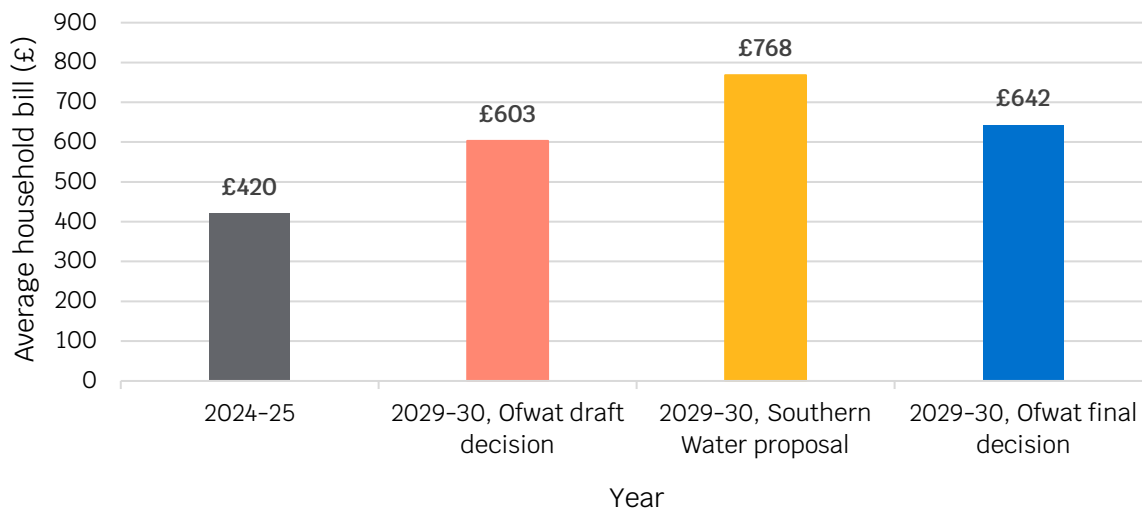 Average household bill (£)
900
800
700
600
500
400
300
200
100
0
£420
£603
£768
£642
2024-25
2029-30, Ofwat draft
decision
2029-30, Southern
Water proposal
2029-30, Ofwat final
decision
Year